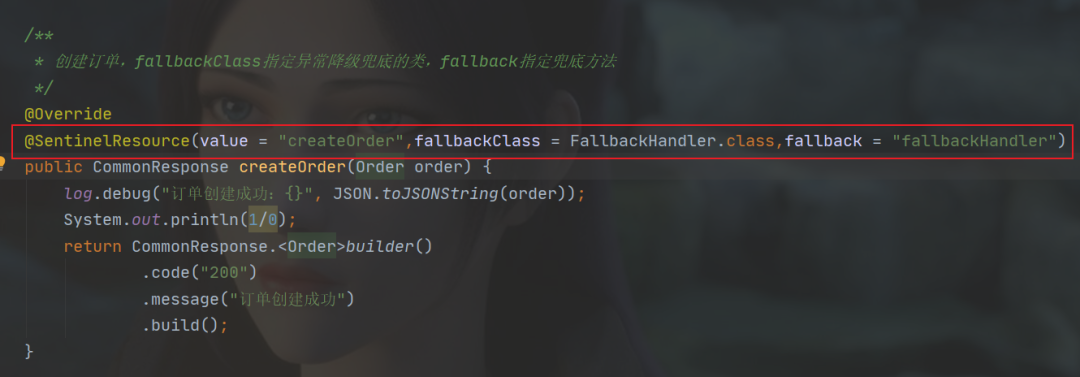 /**
 * 创建订单，fallbackClass指定异常降级兜底的类，fallback指定兜底方法
 */
@Override
@SentinelResource(value = "createOrder",fallbackClass = FallbackHandler.class,fallback = "fallbackHandler")
public CommonResponse createOrder(Order order) {
    log.debug("订单创建成功：{}", JSON.toJSONString(order));
    System.out.println(1/0);
    return CommonResponse.<Order>builder()
            .code("200")
            .message("订单创建成功")
            .build();
}